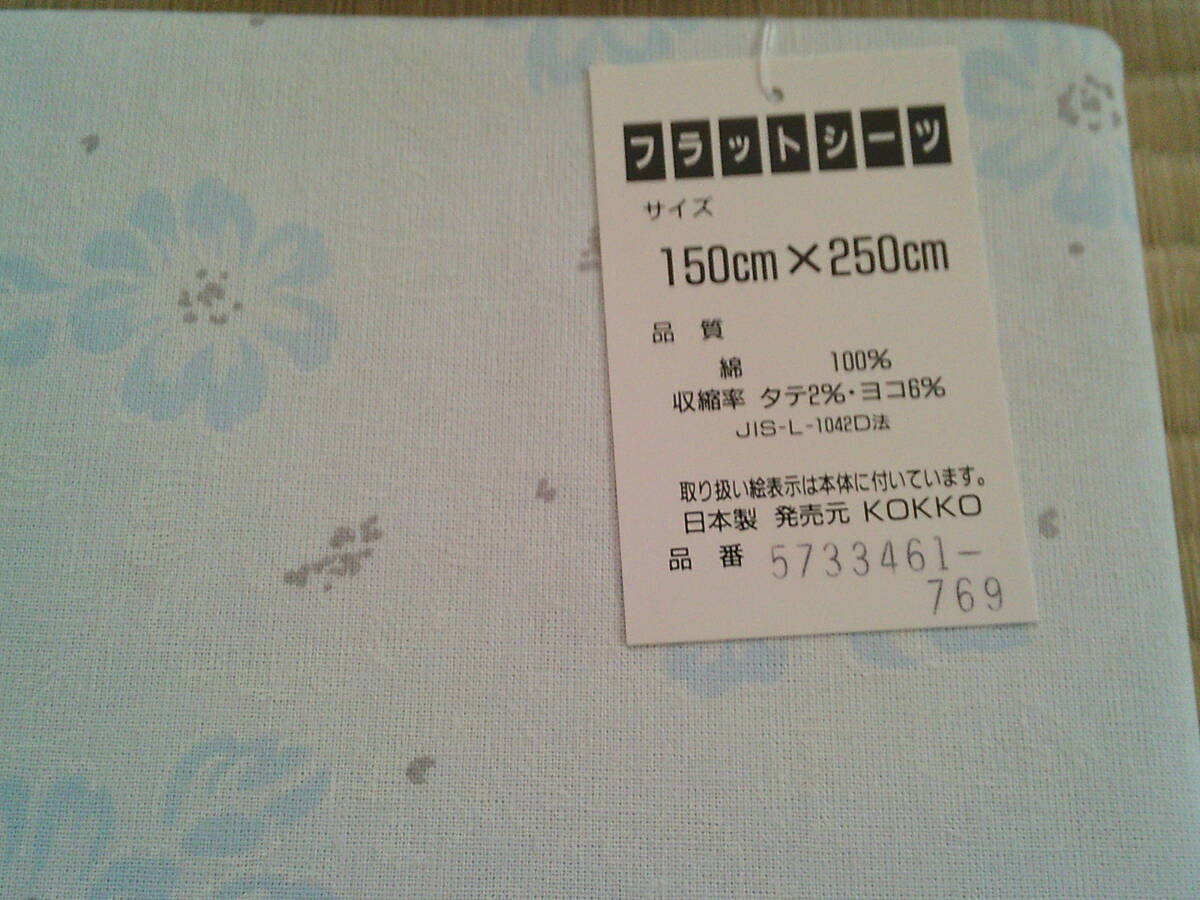 フラットシーツ
サイズ
150cm×250cm
品 質
綿 100%
収縮率 タテ2%・ヨコ6%
JIS-L-1042D法
取り扱い絵表示は本体に付いています。
日本製 発売元 KOKKO
品 番 5733461-
769